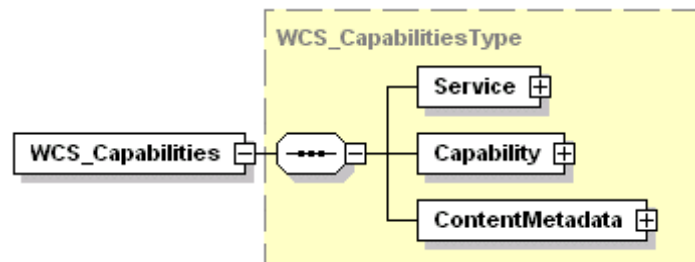 WCS_CapabilitiesType
Service
WCS_Capabilities
Capability
ContentMetadata